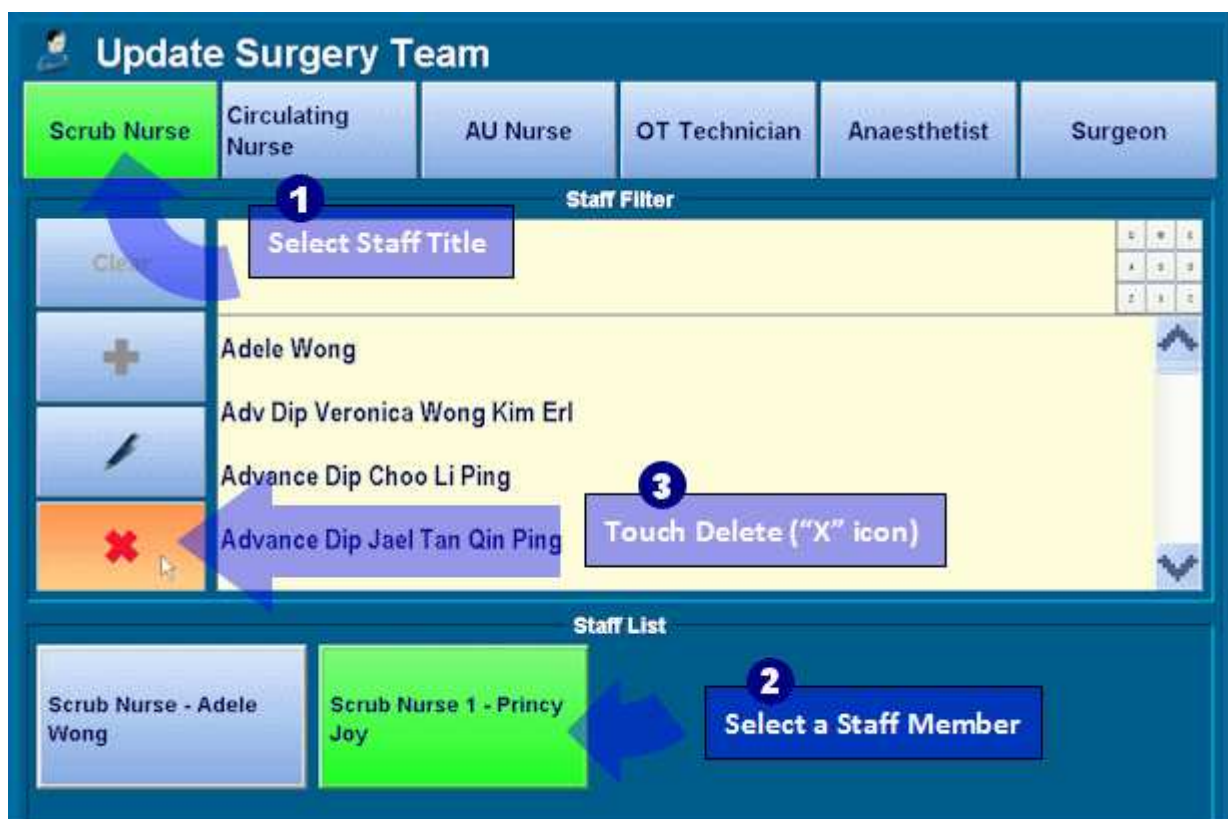 Update Surgery Team
Scrub Nurse
Circulating
Nurse
AU Nurse
OT Technician
Anaesthetist
Surgeon
Staff Filter
1
Select Staff Title
Clear
Adele Wong
Adv Dip Veronica Wong Kim Erl
Advance Dip Choo Li Ping
Advance Dip Jael Tan Qin Ping
3
Touch Delete (“X” icon)
Staff List
Scrub Nurse - Adele
Wong
Scrub Nurse 1 - Princy
Joy
2
Select a Staff Member